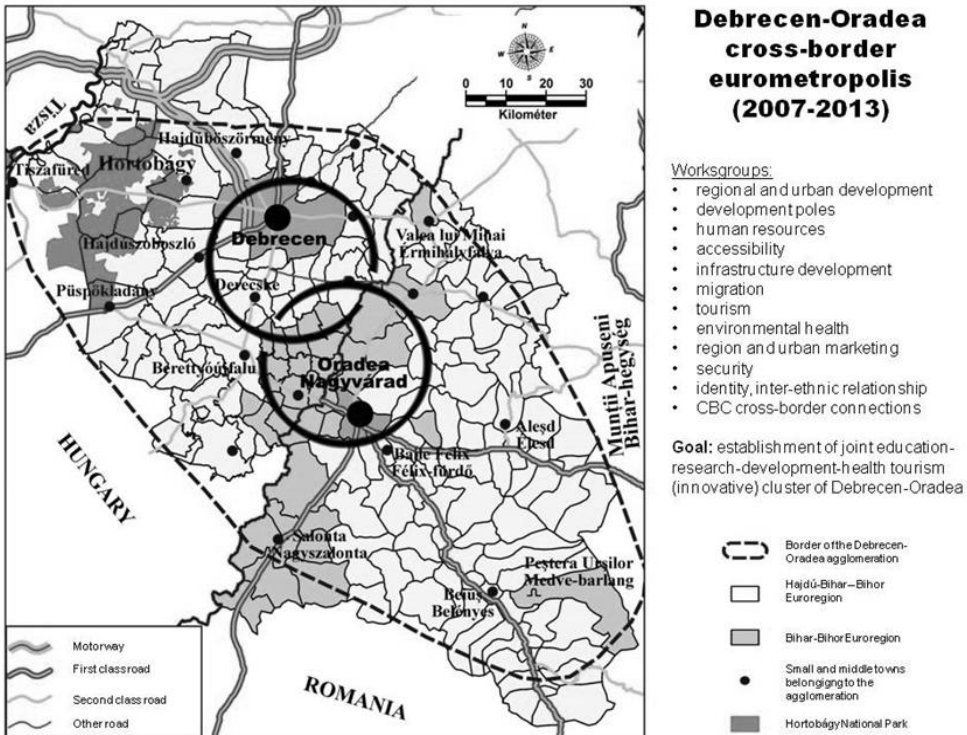 Debrecen-Oradea
cross-border
eurometropolis
(2007-2013)
Worksgroups:
• regional and urban development
• development poles
• human resources
• accessibility
• infrastructure development
• migration
• tourism
• environmental health
• region and urban marketing
• security
• identity, inter-ethnic relationship
• CBC cross-border connections
Goal: establishment of joint education-
research-development-health tourism
(innovative) cluster of Debrecen-Oradea
Border of the Debrecen-
Oradea agglomeration
Hajdú-Bihar–Bihor
Euroregion
Bihar-Bihor Euroregion
Small and middle towns
belongigng to the
agglomeration
Hortobágy National Park
N
W
E
S
0 10 20 30
Kilométer
Tisza
Hajdúböszörmény
Tiszafüred
Hortobágy
Debrecen
Hajdúszoboszló
Valea lui Mihai
Érmihályfalva
Derecske
Püspökladány
Berettyóújfalu
Oradea
Nagyvárad
Munții Apuseni
Bihar-hegység
Aleşd
Élesd
Baile Felix
Félix-fürdő
HUNGARY
Salonta
Nagyszalonta
Peştera Urşilor
Medve-barlang
Beiuş
Belényes
ROMANIA
Motorway
First class road
Second class road
Other road